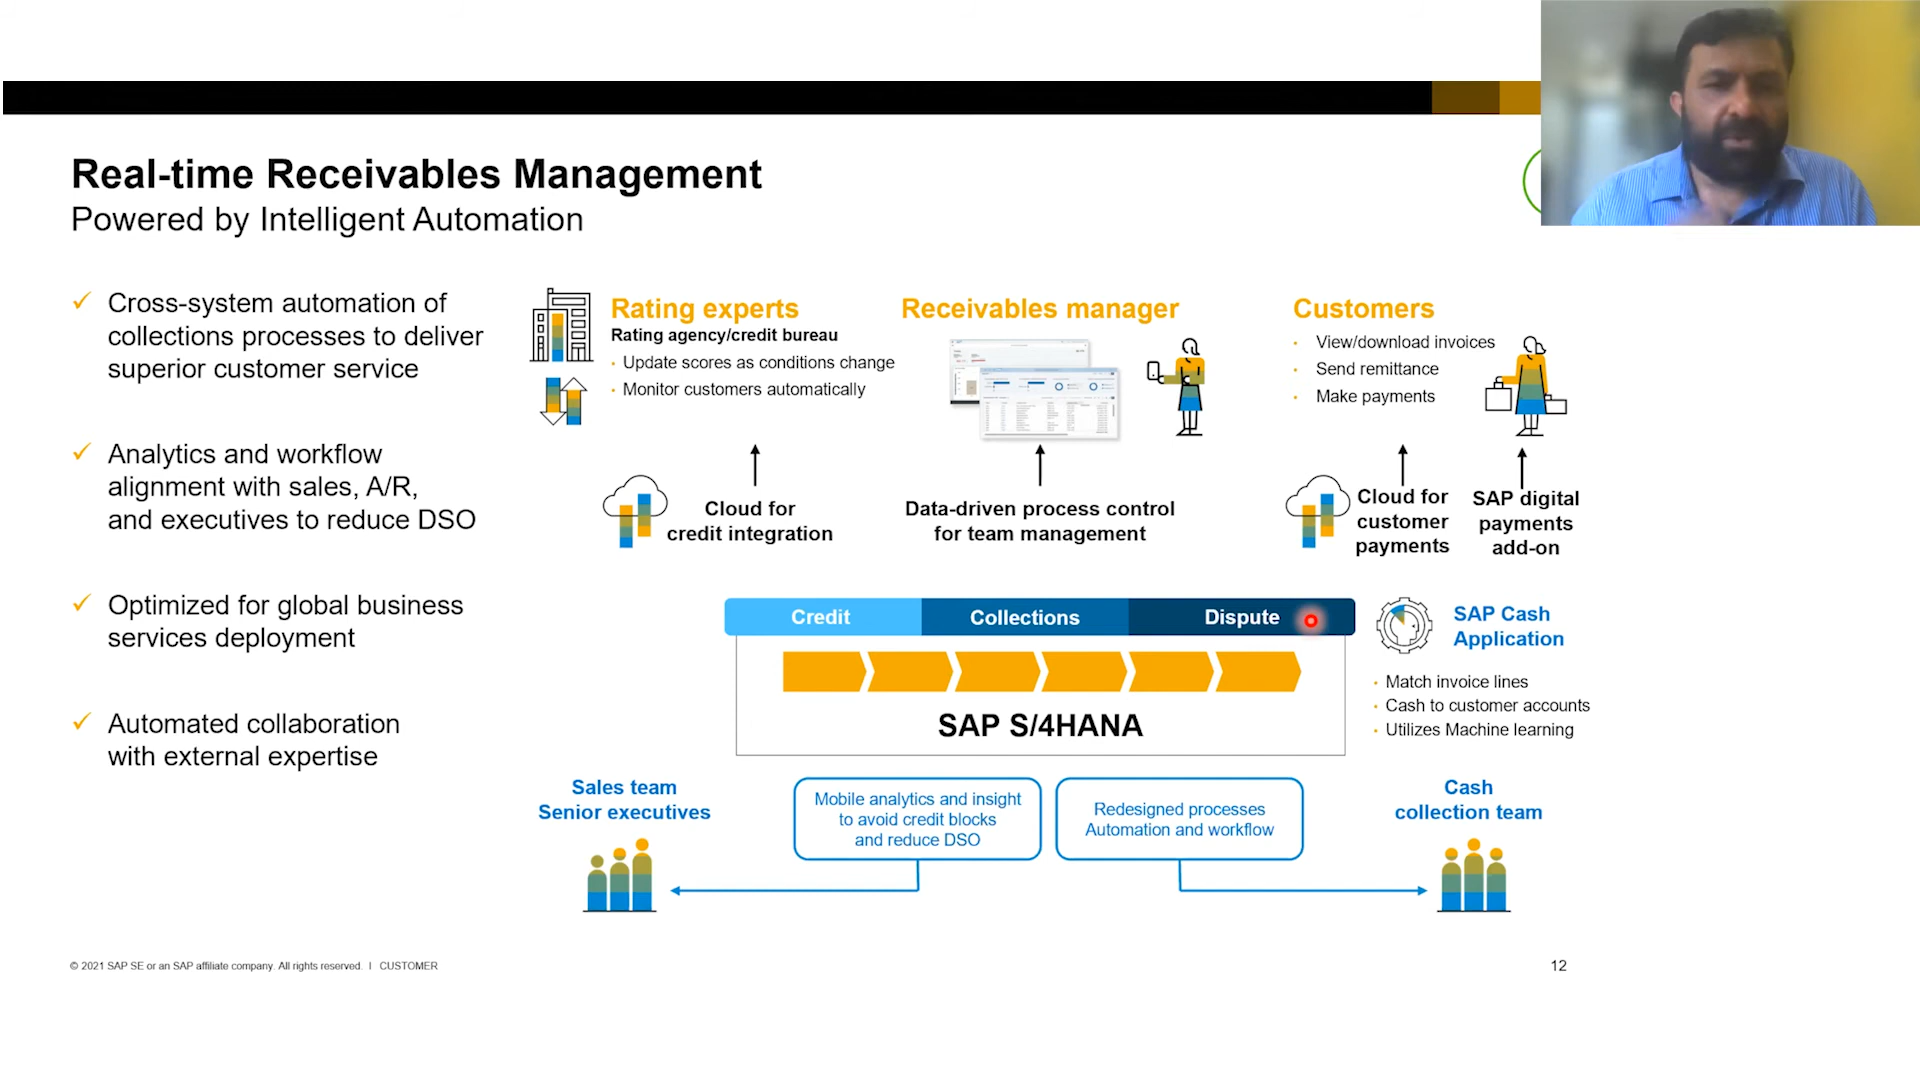 Real-time Receivables Management
Powered by Intelligent Automation
Cross-system automation of
collections processes to deliver
superior customer service
Analytics and workflow
alignment with sales, A/R,
and executives to reduce DSO
Optimized for global business
services deployment
Automated collaboration
with external expertise
Rating experts
Rating agency/credit bureau
Update scores as conditions change
Monitor customers automatically
Receivables manager
Customers
View/download invoices
Send remittance
Make payments
Cloud for
credit integration
Data-driven process control
for team management
Cloud for
customer
payments
SAP digital
payments
add-on
Credit
Collections
Dispute
SAP S/4HANA
SAP Cash
Application
Match invoice lines
Cash to customer accounts
Utilizes Machine learning
Sales team
Senior executives
Mobile analytics and insight
to avoid credit blocks
and reduce DSO
Redesigned processes
Automation and workflow
Cash
collection team
© 2021 SAP SE or an SAP affiliate company. All rights reserved. I CUSTOMER
12